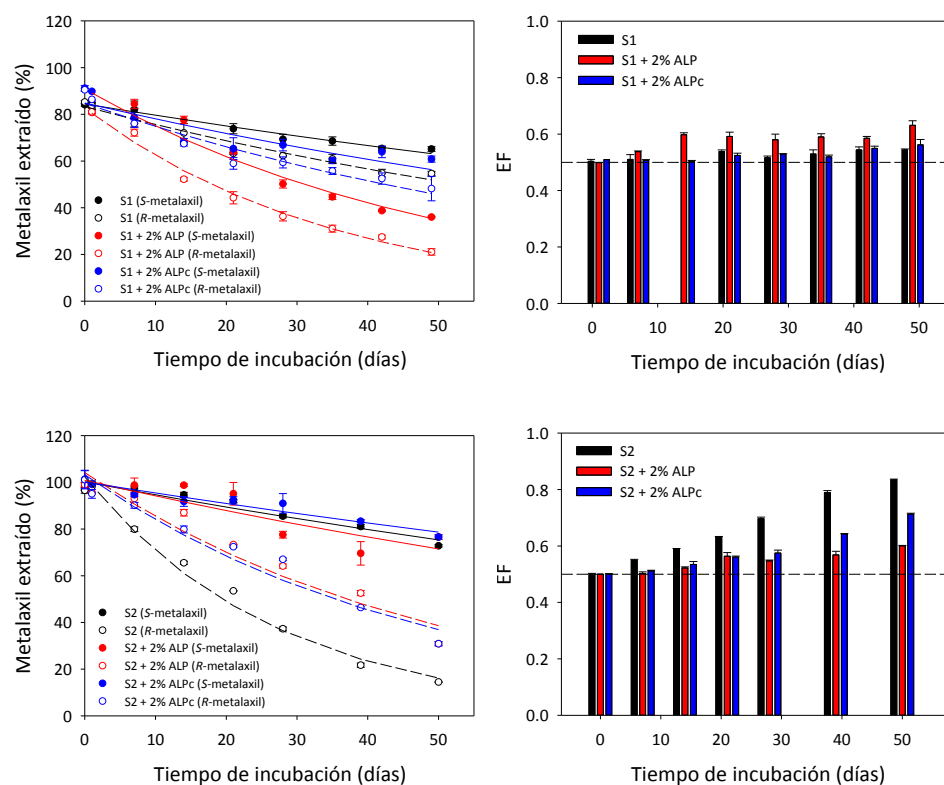 Metalaxil extraído (%)
120
100
80
60
40
20
0
S1 (S-metalaxil)
S1 (R-metalaxil)
S1 + 2% ALP (S-metalaxil)
S1 + 2% ALP (R-metalaxil)
S1 + 2% ALPc (S-metalaxil)
S1 + 2% ALPc (R-metalaxil)
0 10 20 30 40 50
Tiempo de incubación (días)
EF
1.0
0.8
0.6
0.4
0.2
0.0
S1
S1 + 2% ALP
S1 + 2% ALPc
0 10 20 30 40 50
Tiempo de incubación (días)
Metalaxil extraído (%)
120
100
80
60
40
20
0
S2 (S-metalaxil)
S2 (R-metalaxil)
S2 + 2% ALP (S-metalaxil)
S2 + 2% ALP (R-metalaxil)
S2 + 2% ALPc (S-metalaxil)
S2 + 2% ALPc (R-metalaxil)
0 10 20 30 40 50
Tiempo de incubación (días)
EF
1.0
0.8
0.6
0.4
0.2
0.0
S2
S2 + 2% ALP
S2 + 2% ALPc
0 10 20 30 40 50
Tiempo de incubación (días)